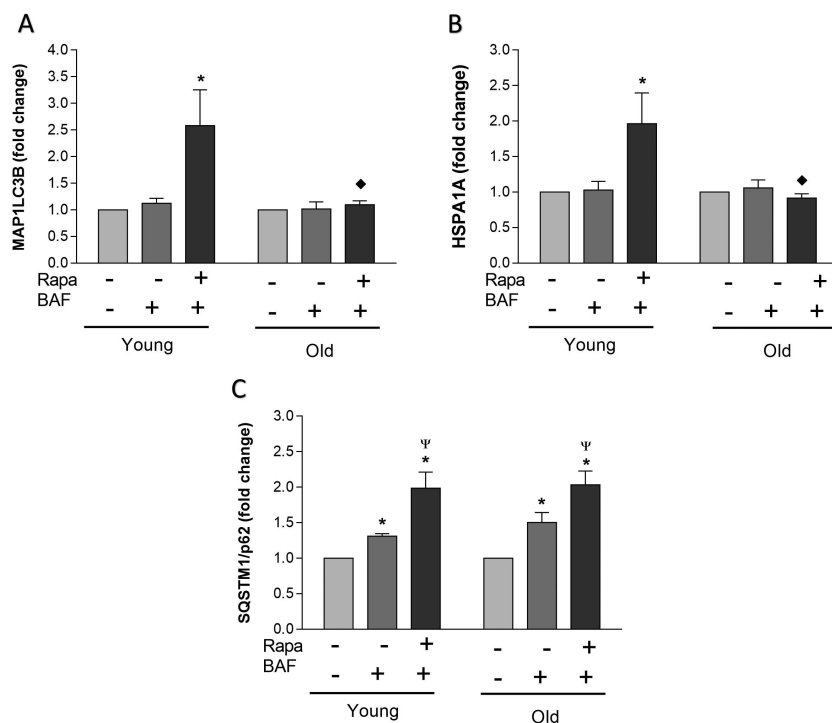 A
MAP1LC3B (fold change)
4.0
3.5
3.0
2.5
2.0
1.5
1.0
0.5
0.0
*
◆
Rapa - - + - - +
BAF - + + - + +
Young Old
B
HSPA1A (fold change)
3.0
2.5
2.0
1.5
1.0
0.5
0.0
*
◆
Rapa - - + - - +
BAF - + + - + +
Young Old
C
SQSTM1/p62 (fold change)
3.0
2.5
2.0
1.5
1.0
0.5
0.0
Ψ Ψ
* * * *
Rapa - - + - - +
BAF - + + - + +
Young Old